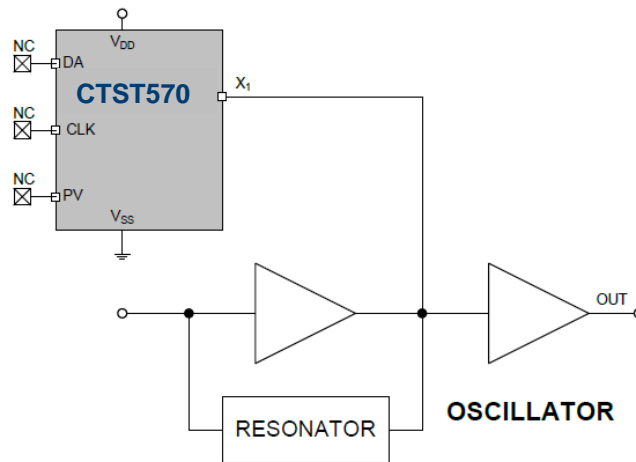 V_DD
NC
DA
CTST570
X₁
NC
CLK
NC
PV
V_SS
OUT
OSCILLATOR
RESONATOR